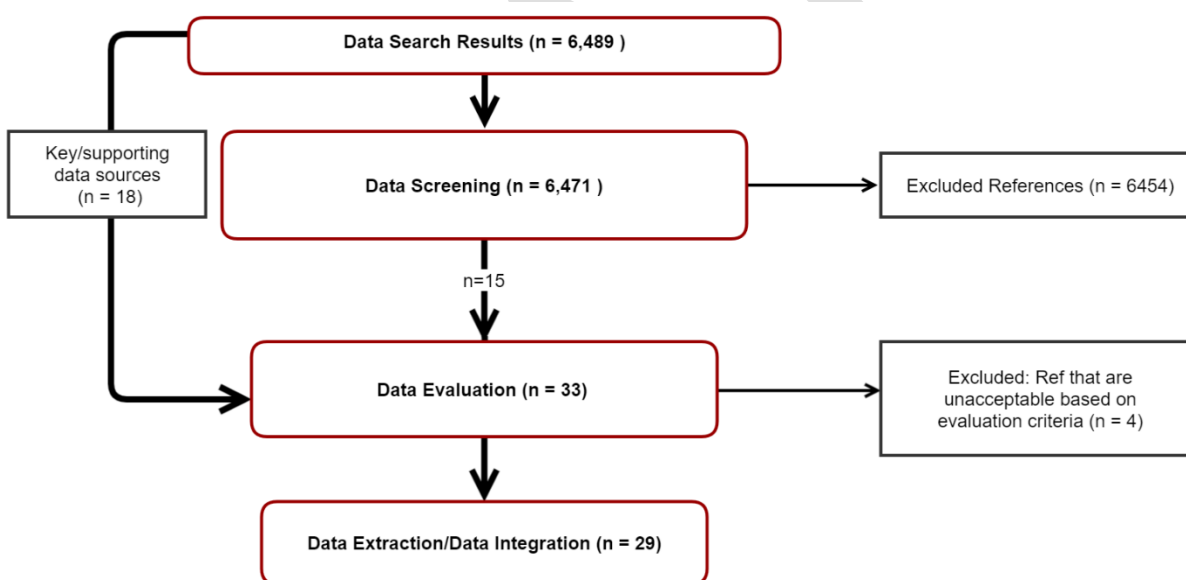 Data Search Results (n = 6,489 )
Key/supporting
data sources
(n = 18)
Data Screening (n = 6,471 )
Excluded References (n = 6454)
n=15
Data Evaluation (n = 33)
Excluded: Ref that are
unacceptable based on
evaluation criteria (n = 4)
Data Extraction/Data Integration (n = 29)